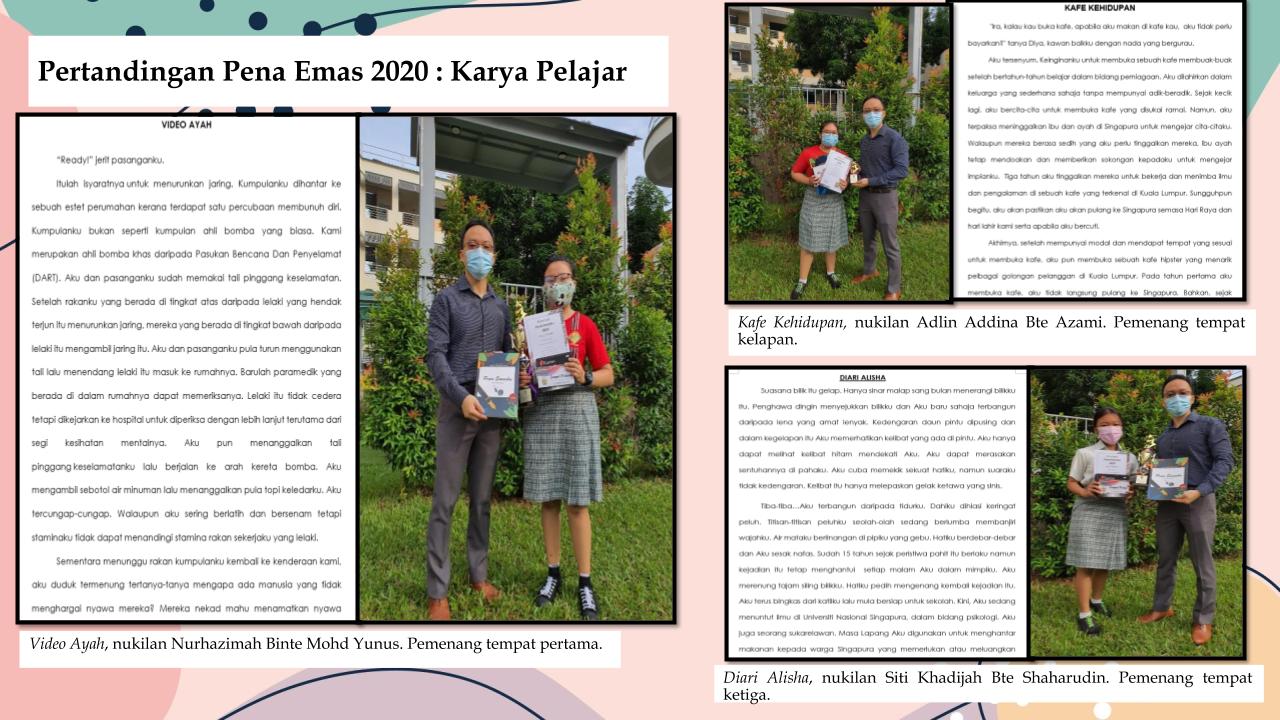 Pertandingan Pena Emas 2020 : Karya Pelajar
VIDEO AYAH
"Ready!" jerit pasanganku.
Itulah isyaratnya untuk menurunkan jaring. Kumpulanku dihantar ke
sebuah estet perumahan kerana terdapat satu percubaan membunuh diri.
Kumpulanku bukan seperti kumpulan ahli bomba yang biasa. Kami
merupakan ahli bomba khas daripada Pasukan Bencana Dan Penyelamat
(DART). Aku dan pasanganku sudah memakai tali pinggang keselamatan.
Setelah rakanku yang berada di tingkat atas daripada lelaki yang hendak
terjun itu menurunkan jaring, mereka yang berada di tingkat bawah daripada
lelaki itu mengambil jaring itu. Aku dan pasanganku pula turun menggunakan
tali lalu menendang lelaki itu masuk ke rumahnya. Barulah paramedik yang
berada di dalam rumahnya dapat memeriksanya. Lelaki itu tidak cedera
tetapi dikejarkan ke hospital untuk diperiksa dengan lebih lanjut terutama dari
segi kesihatan mentalnya. Aku pun menanggalkan tali
pinggang keselamatanku lalu berjalan ke arah kereta bomba. Aku
mengambil sebotol air minuman lalu menanggalkan pula topi keledarku. Aku
tercungap-cungap. Walaupun aku sering berlatih dan bersenam tetapi
staminaku tidak dapat menandingi stamina rakan sekerjaku yang lelaki.
Sementara menunggu rakan kumpulanku kembali ke kenderaan kami,
aku duduk termenung tertanya-tanya mengapa ada manusia yang tidak
menghargai nyawa mereka? Mereka nekad mahu menamatkan nyawa
Video Ayah, nukilan Nurhazimah Binte Mohd Yunus. Pemenang tempat pertama.
KAFE KEHIDUPAN
"Ira, kalau kau buka kafe, apabila aku makan di kafe kau, aku tidak perlu
bayarkan?" tanya Diya, kawan baikku dengan nada yang bergurau.
Aku tersenyum. Keinginanku untuk membuka sebuah kafe membuak-buak
setelah bertahun-tahun belajar dalam bidang perniagaan. Aku dilahirkan dalam
keluarga yang sederhana sahaja tanpa mempunyai adik-beradik. Sejak kecik
lagi, aku bercita-cita untuk membuka kafe yang disukai ramai. Namun, aku
terpaksa meninggalkan ibu dan ayah di Singapura untuk mengejar cita-citaku.
Walaupun mereka berasa sedih yang aku perlu tinggalkan mereka, ibu ayah
tetap mendoakan dan memberikan sokongan kepadaku untuk mengejar
impianku. Tiga tahun aku tinggalkan mereka untuk bekerja dan menimba ilmu
dan pengalaman di sebuah kafe yang terkenal di Kuala Lumpur. Sungguhpun
begitu, aku akan pastikan aku akan pulang ke Singapura semasa Hari Raya dan
hari lahir kami serta apabila aku bercuti.
Akhirnya, setelah mempunyai modal dan mendapat tempat yang sesuai
untuk membuka kafe, aku pun membuka sebuah kafe hipster yang menarik
pelbagai golongan pelanggan di Kuala Lumpur. Pada tahun pertama aku
membuka kafe, aku tidak langsung pulang ke Singapura. Bahkan, sejak
Kafe Kehidupan, nukilan Adlin Addina Bte Azami. Pemenang tempat
kelapan.
DIARI ALISHA
Suasana bilik itu gelap. Hanya sinar malap sang bulan menerangi bilikku
itu. Penghawa dingin menyejukkan bilikku dan Aku baru sahaja terbangun
daripada lena yang amat lenyak. Kedengaran daun pintu dipusing dan
dalam kegelapan itu Aku memerhatikan kelibat yang ada di pintu. Aku hanya
dapat melihat kelibat hitam mendekati Aku. Aku dapat merasakan
sentuhannya di pahaku. Aku cuba memekik sekuat hatiku, namun suaraku
tidak kedengaran. Kelibat itu hanya melepaskan gelak ketawa yang sinis.
Tiba-tiba...Aku terbangun daripada tidurku. Dahiku dihiasi keringat
peluh. Titisan-titisan peluhku seolah-olah sedang berlumba membanjiri
wajahku. Air mataku berlinangan di pipiku yang gebu. Hatiku berdebar-debar
dan Aku sesak nafas. Sudah 15 tahun sejak peristiwa pahit itu berlaku namun
kejadian itu tetap menghantui setiap malam Aku dalam mimpiku. Aku
merenung tajam siling bilikku. Hatiku pedih mengenang kembali kejadian itu.
Aku terus bingkas dari katilku lalu mula bersiap untuk sekolah. Kini, Aku sedang
menuntut ilmu di Universiti Nasional Singapura, dalam bidang psikologi. Aku
juga seorang sukarelawan. Masa Lapang Aku digunakan untuk menghantar
makanan kepada warga Singapura yang memerlukan atau meluangkan
Diari Alisha, nukilan Siti Khadijah Bte Shaharudin. Pemenang tempat
ketiga.